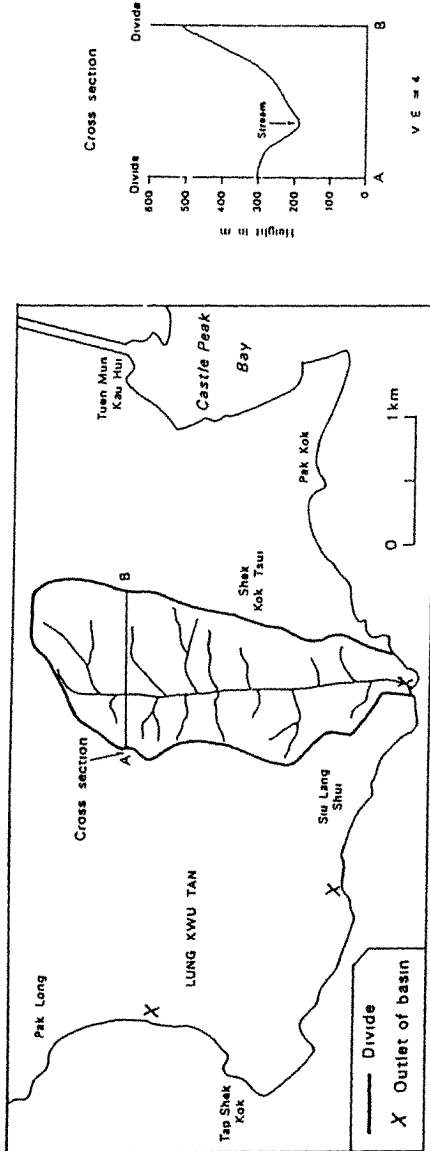 Pak Long
Tuen Mun
Kau Hui
Castle Peak
Bay
Cross section
A
B
LUNG KWU TAN
Shek
Kok Tsui
Tap Shek
Kok
Siu Lang
Shui
Pak Kok
X
X
X
0
1 km
Divide
X Outlet of basin
Cross section
Divide
Divide
600
500
400
300
200
100
0
Height in m
Stream
A
B
V E = 4